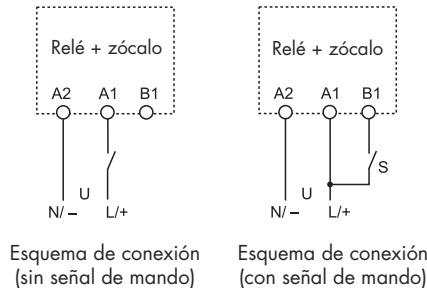 Relé + zócalo
A2 A1 B1
U
N/– L/+
Esquema de conexión
(sin señal de mando)
Relé + zócalo
A2 A1 B1
S
U
N/– L/+
Esquema de conexión
(con señal de mando)